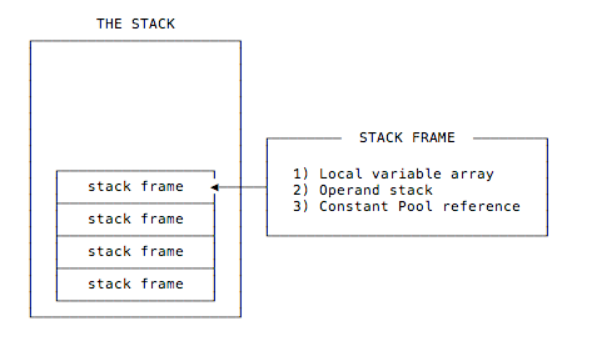 THE STACK
stack frame
stack frame
stack frame
stack frame
STACK FRAME
1) Local variable array
2) Operand stack
3) Constant Pool reference